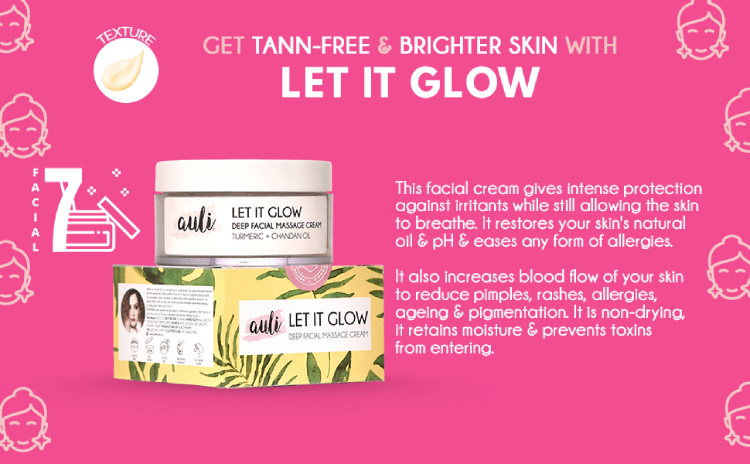 TEXTURE
GET TANN-FREE & BRIGHTER SKIN WITH
LET IT GLOW
FACIAL
7
auli
LET IT GLOW
DEEP FACIAL MASSAGE CREAM
TURMERIC + CHANDAN OIL
auli
LET IT GLOW
DEEP FACIAL MASSAGE CREAM
This facial cream gives intense protection
against irritants while still allowing the skin
to breathe. It restores your skin's natural
oil & pH & eases any form of allergies.
It also increases blood flow of your skin
to reduce pimples, rashes, allergies,
ageing & pigmentation. It is non-drying,
it retains moisture & prevents toxins
from entering.